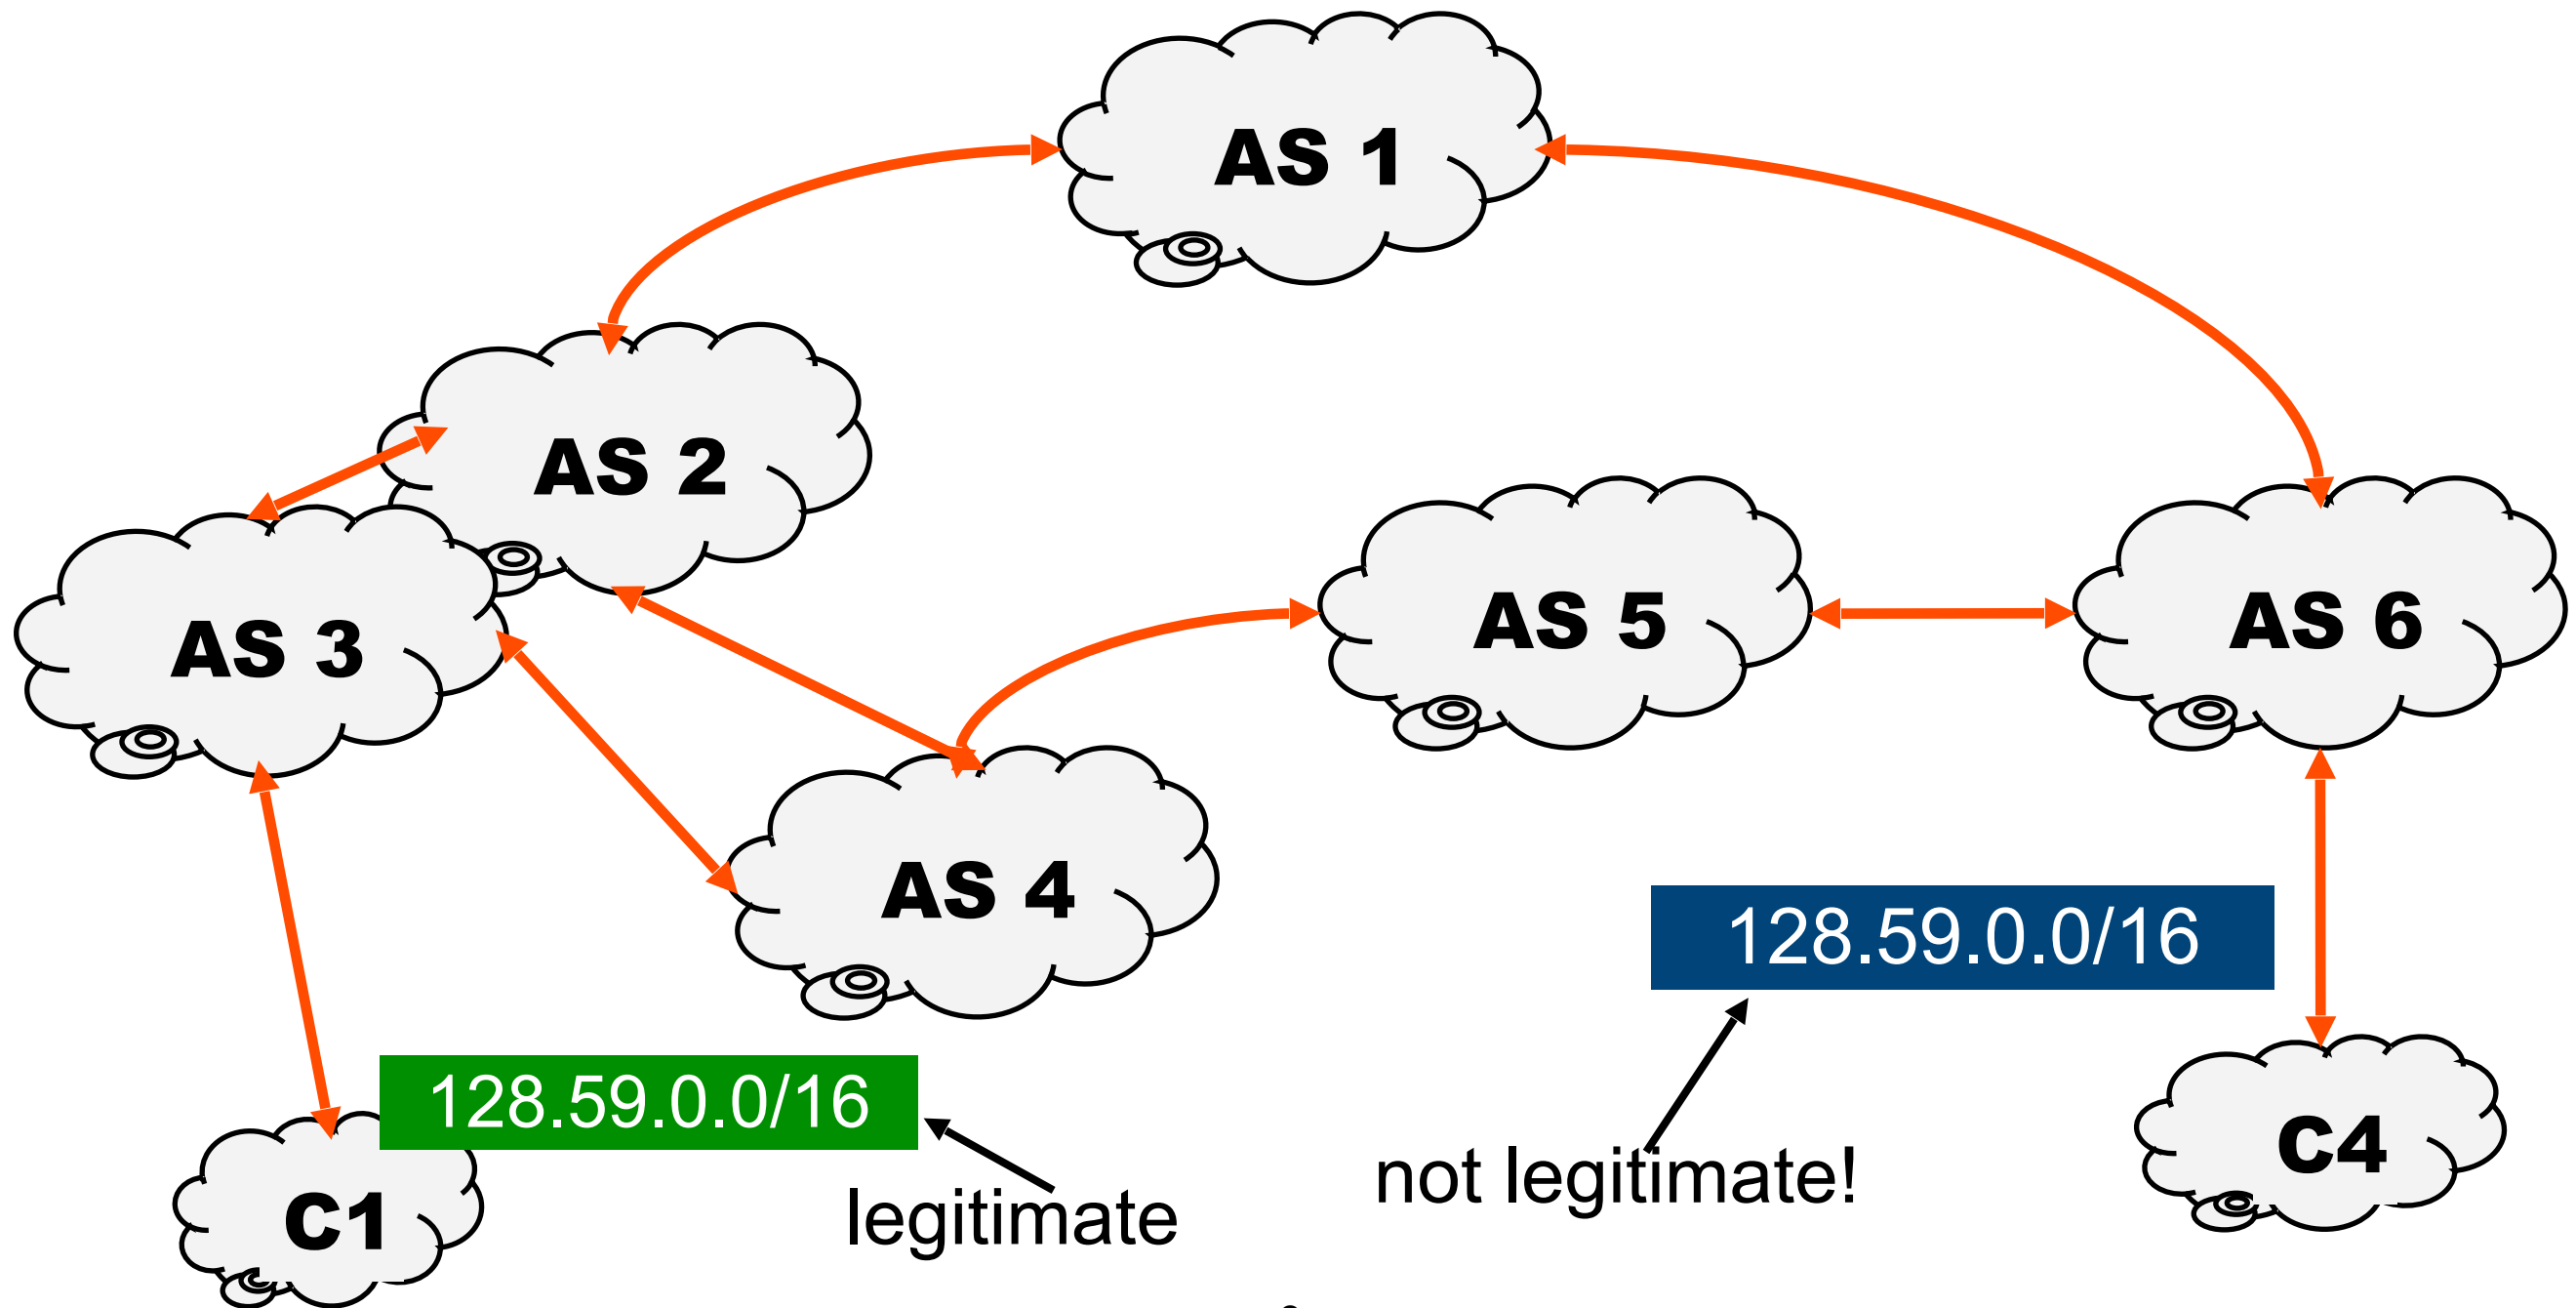 AS 1
AS 2
AS 3
AS 5
AS 6
AS 4
128.59.0.0/16
128.59.0.0/16
not legitimate!
legitimate
C1
C4